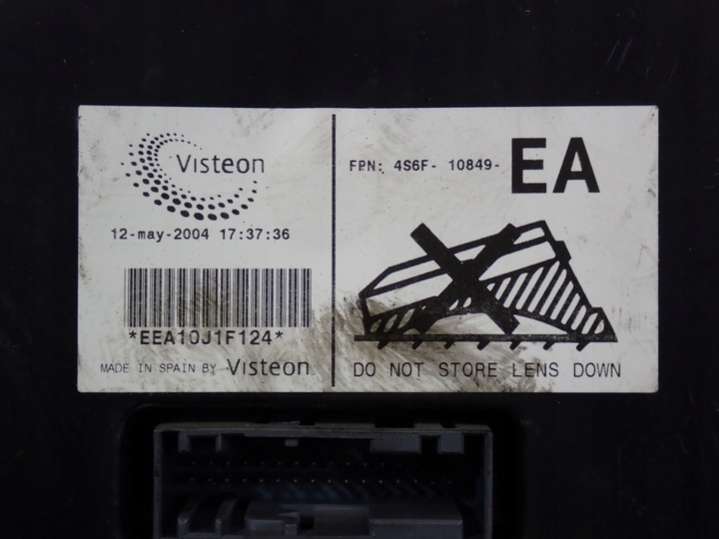 Visteon
12-may-2004 17:37:36
*EEA10J1F124*
MADE IN SPAIN BY Visteon
FPN: 4S6F- 10849- EA
DO NOT STORE LENS DOWN